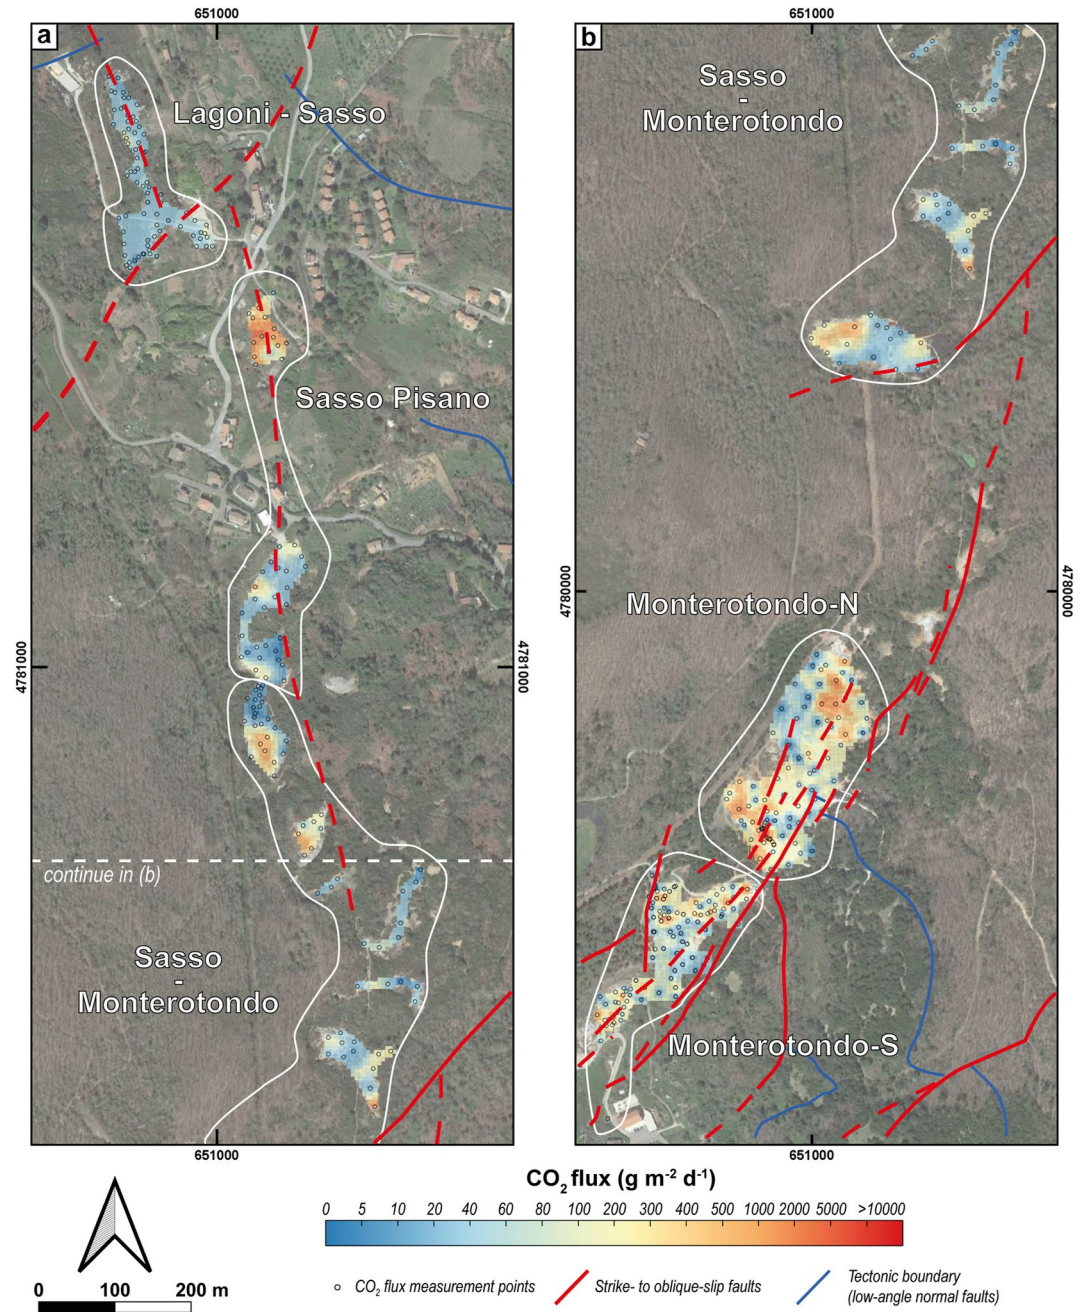 651000
651000
a
Lagoni - Sasso
Sasso Pisano
4781000
4781000
continue in (b)
Sasso
-
Monterotondo
651000
b
Sasso
-
Monterotondo
Monterotondo-N
4780000
4780000
Monterotondo-S
651000
CO2 flux (g m-2 d-1)
0 5 10 20 40 60 80 100 200 300 400 500 1000 2000 5000 >10000
0 100 200 m
CO2 flux measurement points
Strike- to oblique-slip faults
Tectonic boundary
(low-angle normal faults)